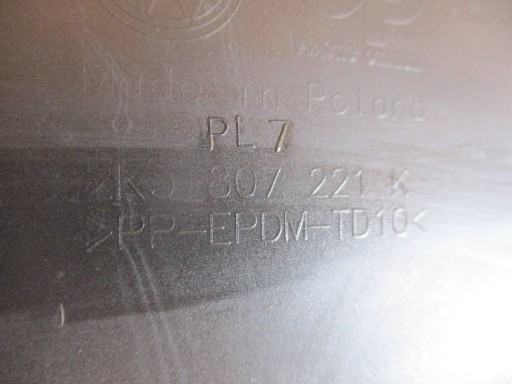 Made in Poland
PL7
2K5 807 221 K
>PP-EPDM-TD10<